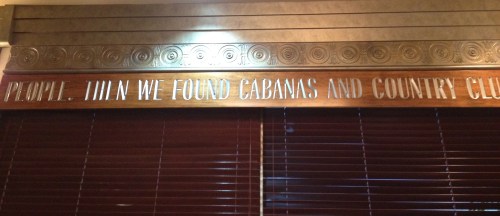 PEOPLE. THEN WE FOUND CABANAS AND COUNTRY CLU